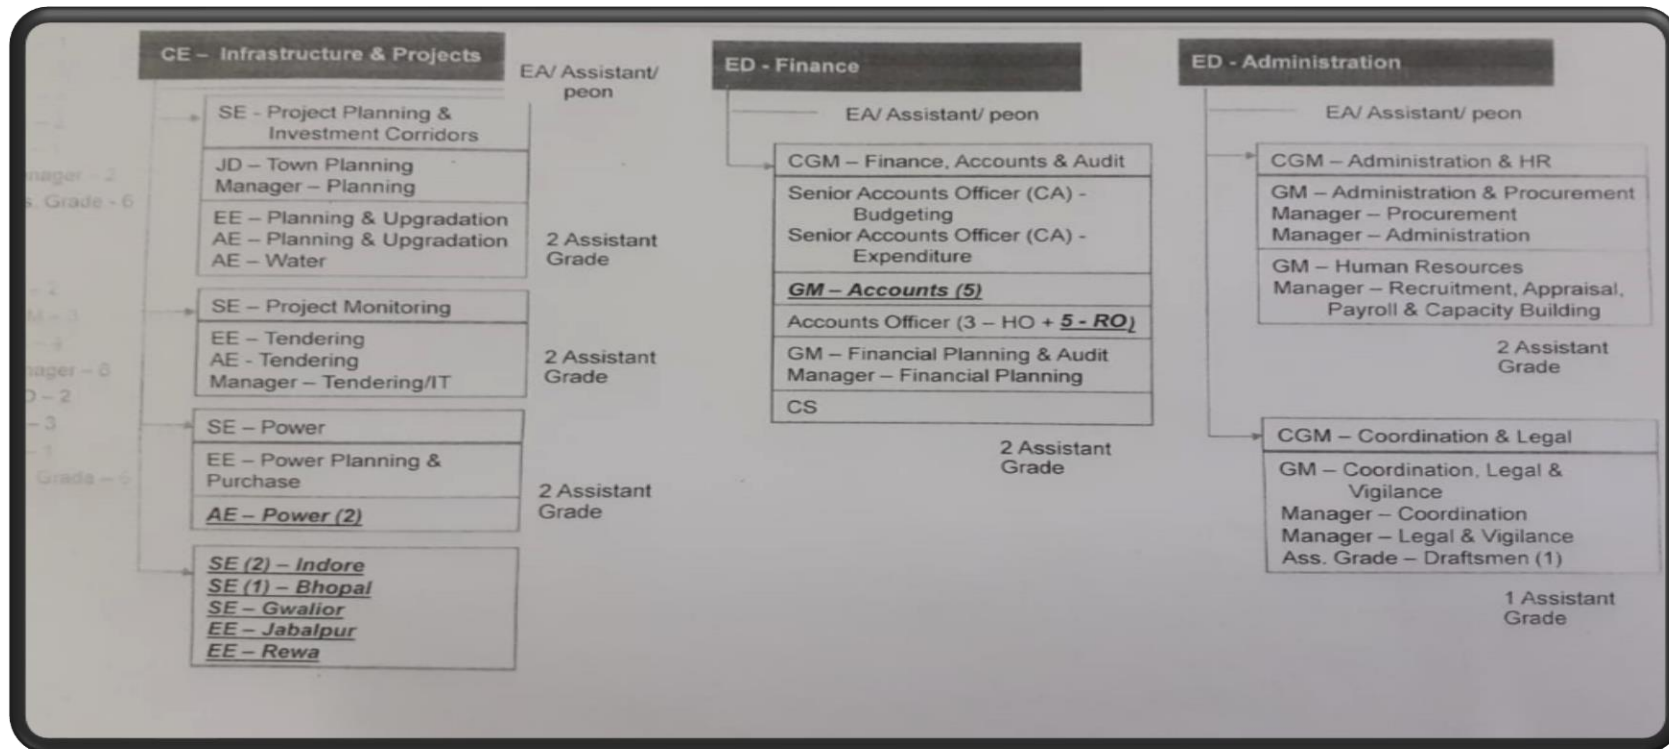 CE – Infrastructure & Projects
EA/ Assistant/
peon
SE - Project Planning &
Investment Corridors
JD – Town Planning
Manager – Planning
EE – Planning & Upgradation
AE – Planning & Upgradation
AE – Water
2 Assistant
Grade
SE – Project Monitoring
EE – Tendering
AE - Tendering
Manager – Tendering/IT
2 Assistant
Grade
SE – Power
EE – Power Planning &
Purchase
AE – Power (2)
2 Assistant
Grade
SE (2) – Indore
SE (1) – Bhopal
SE – Gwalior
EE – Jabalpur
EE – Rewa
ED - Finance
EA/ Assistant/ peon
CGM – Finance, Accounts & Audit
Senior Accounts Officer (CA) -
Budgeting
Senior Accounts Officer (CA) -
Expenditure
GM – Accounts (5)
Accounts Officer (3 – HO + 5 - RO)
GM – Financial Planning & Audit
Manager – Financial Planning
CS
2 Assistant
Grade
ED - Administration
EA/ Assistant/ peon
CGM – Administration & HR
GM – Administration & Procurement
Manager – Procurement
Manager – Administration
GM – Human Resources
Manager – Recruitment, Appraisal,
Payroll & Capacity Building
2 Assistant
Grade
CGM – Coordination & Legal
GM – Coordination, Legal &
Vigilance
Manager – Coordination
Manager – Legal & Vigilance
Ass. Grade – Draftsmen (1)
1 Assistant
Grade